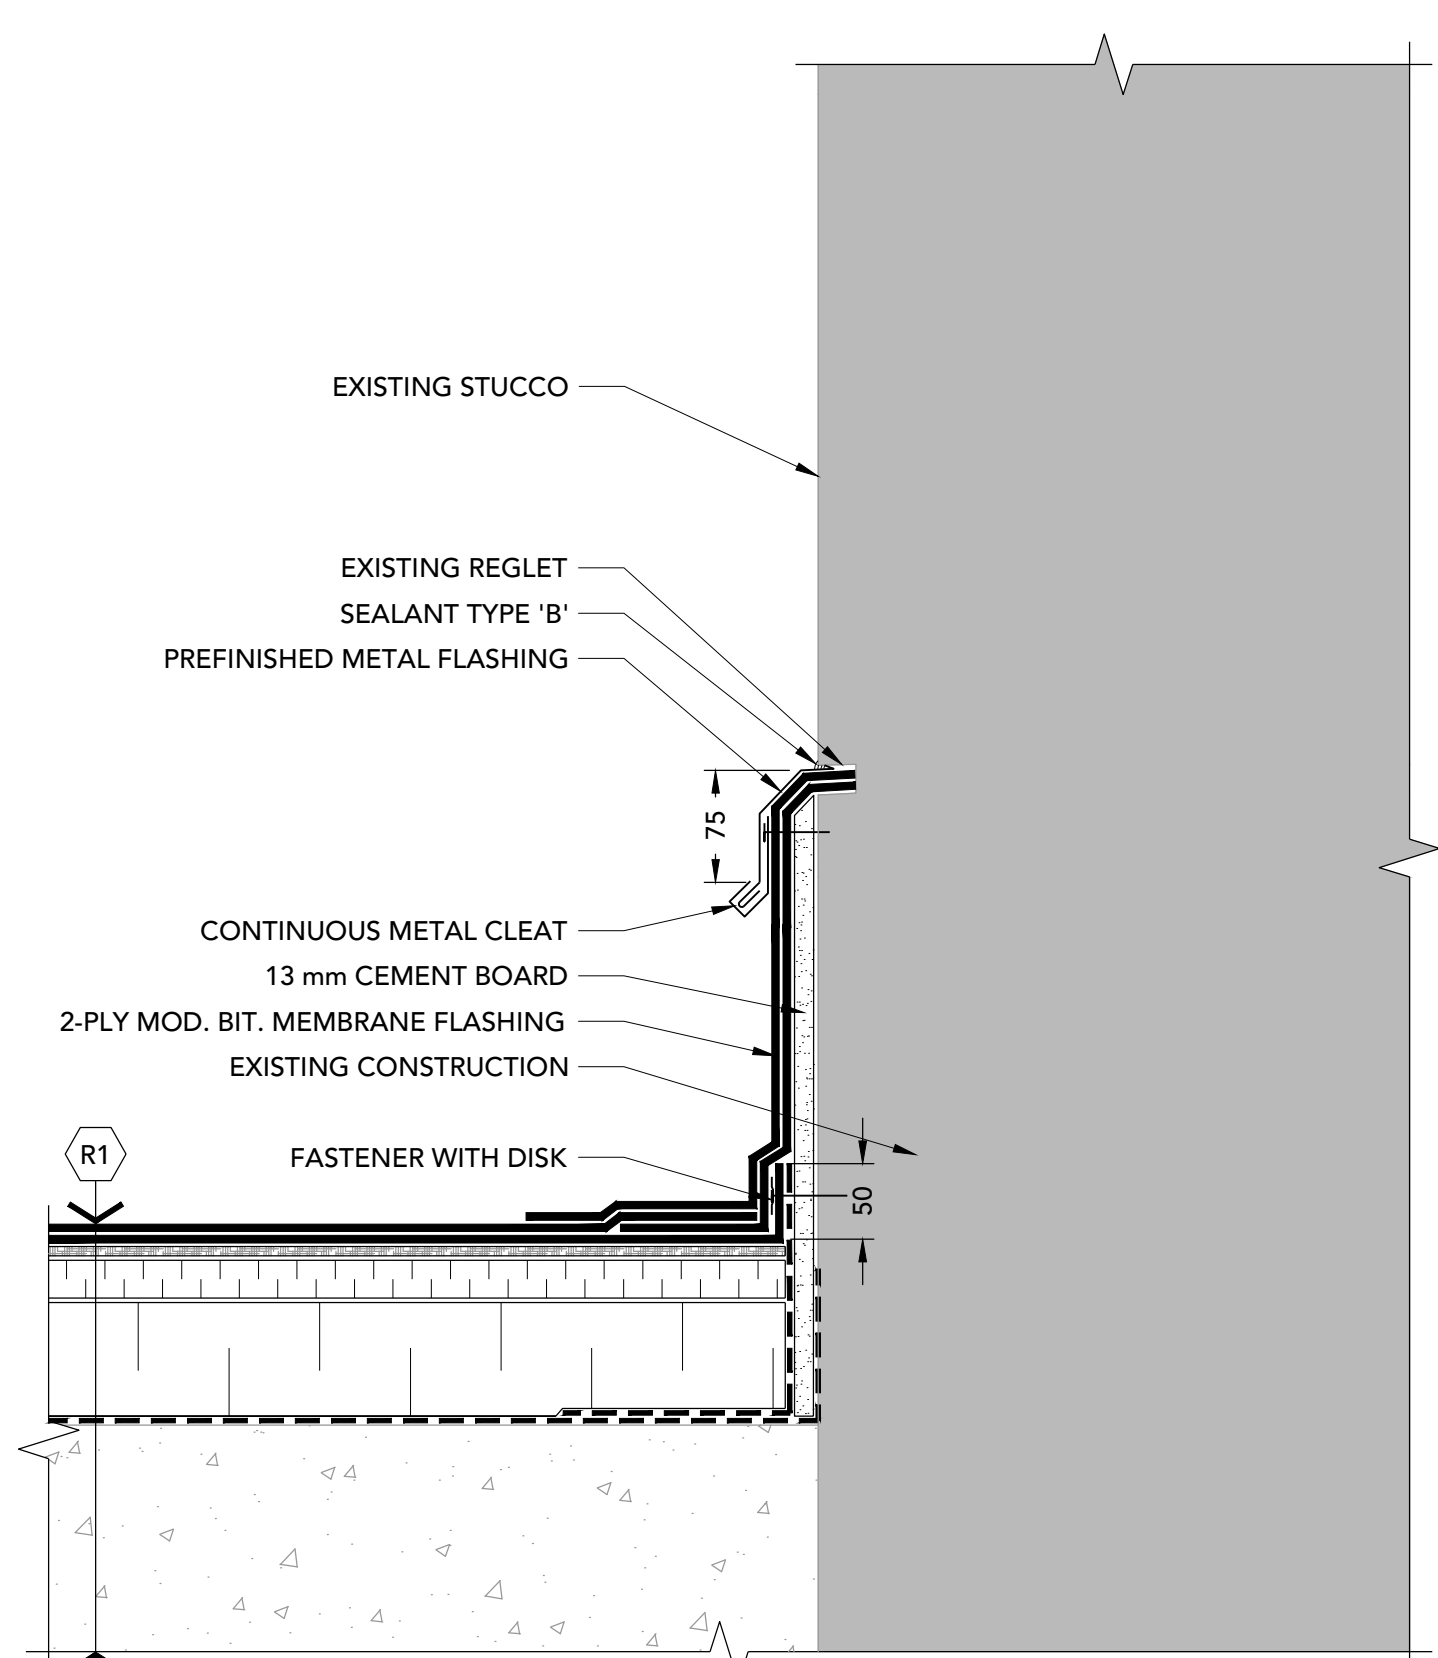 EXISTING STUCCO
EXISTING REGLET
SEALANT TYPE 'B'
PREFINISHED METAL FLASHING
75
CONTINUOUS METAL CLEAT
13 mm CEMENT BOARD
2-PLY MOD. BIT. MEMBRANE FLASHING
EXISTING CONSTRUCTION
R1
FASTENER WITH DISK
50